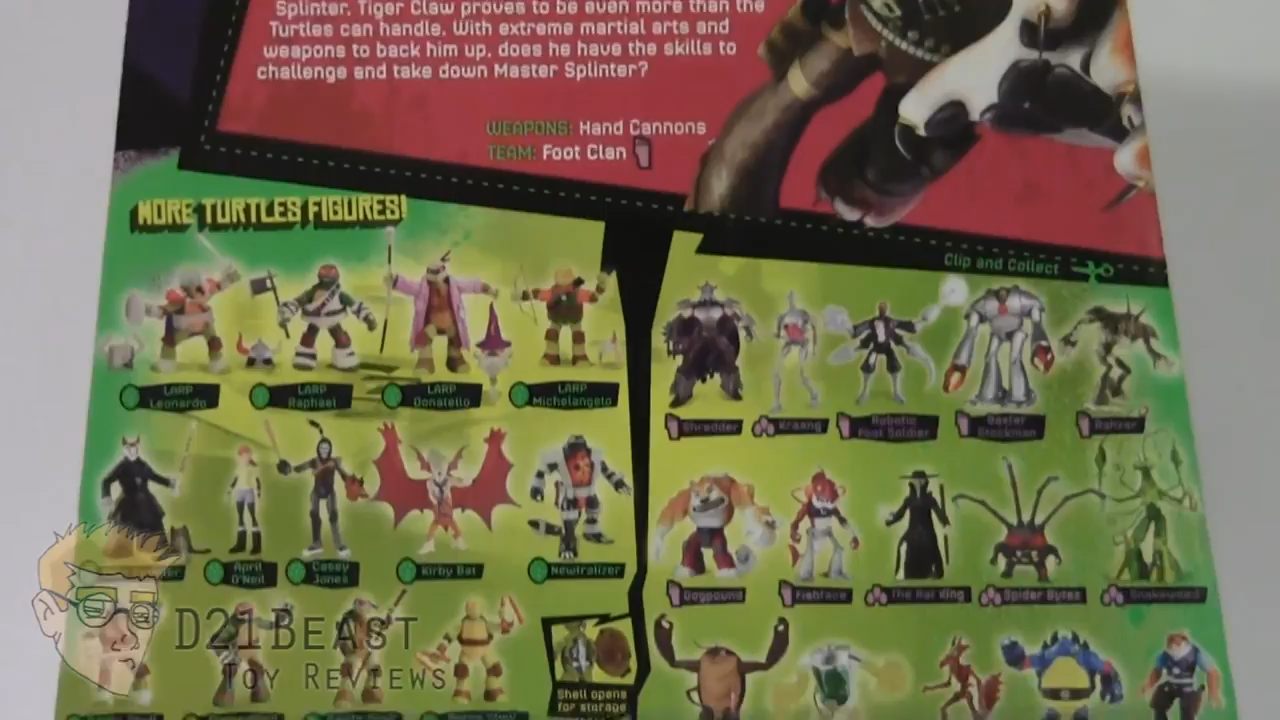 Splinter, Tiger Claw proves to be even more than the
Turtles can handle. With extreme martial arts and
weapons to back him up, does he have the skills to
challenge and take down Master Splinter?
WEAPONS: Hand Cannons
TEAM: Foot Clan
MORE TURTLES FIGURES!
Clip and Collect
LARP Leonardo
LARP Raphael
LARP Donatello
LARP Michelangelo
Shredder
Kraang
Robotic Foot Soldier
Baxter Stockman
Rahzar
April O'Neil
Casey Jones
Kirby Bat
Newtralizer
Dogpound
Fishface
The Rat King
Spider Bytes
Snakeweed
Shell opens
for storage
D21Beast
Toy Reviews